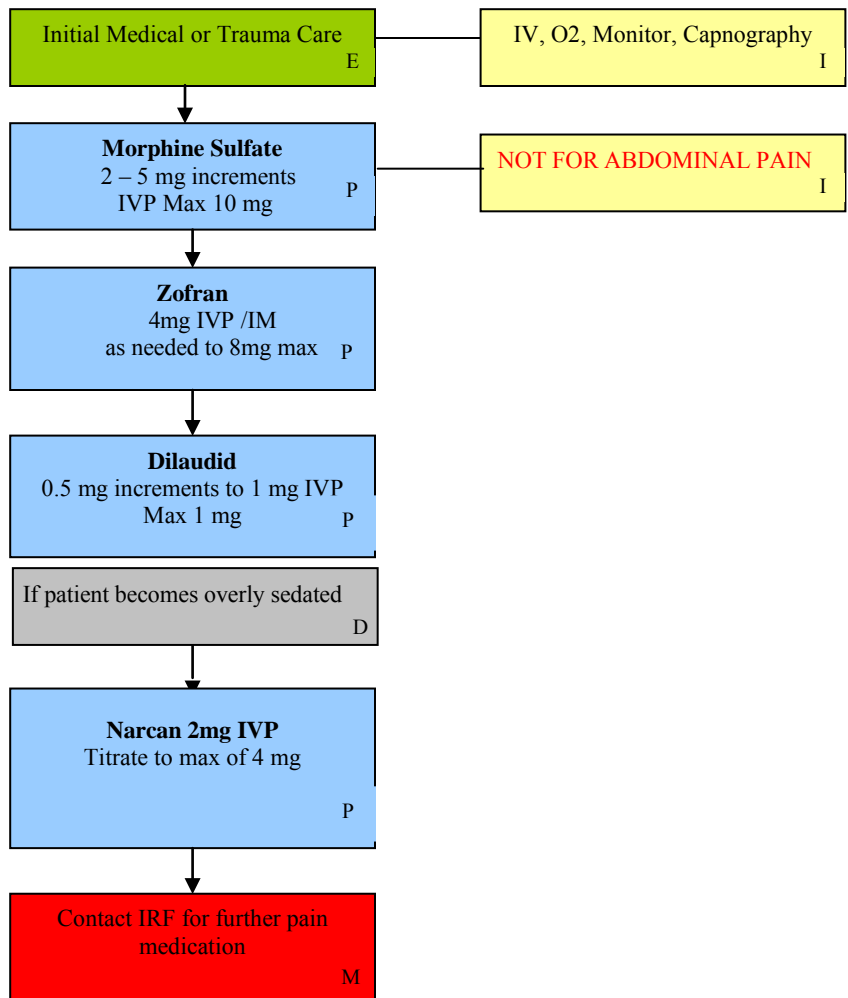 Initial Medical or Trauma Care
E
IV, O2, Monitor, Capnography
I
Morphine Sulfate
2 – 5 mg increments
IVP Max 10 mg
P
NOT FOR ABDOMINAL PAIN
I
Zofran
4mg IVP /IM
as needed to 8mg max
P
Dilaudid
0.5 mg increments to 1 mg IVP
Max 1 mg
P
If patient becomes overly sedated
D
Narcan 2mg IVP
Titrate to max of 4 mg
P
Contact IRF for further pain
medication
M